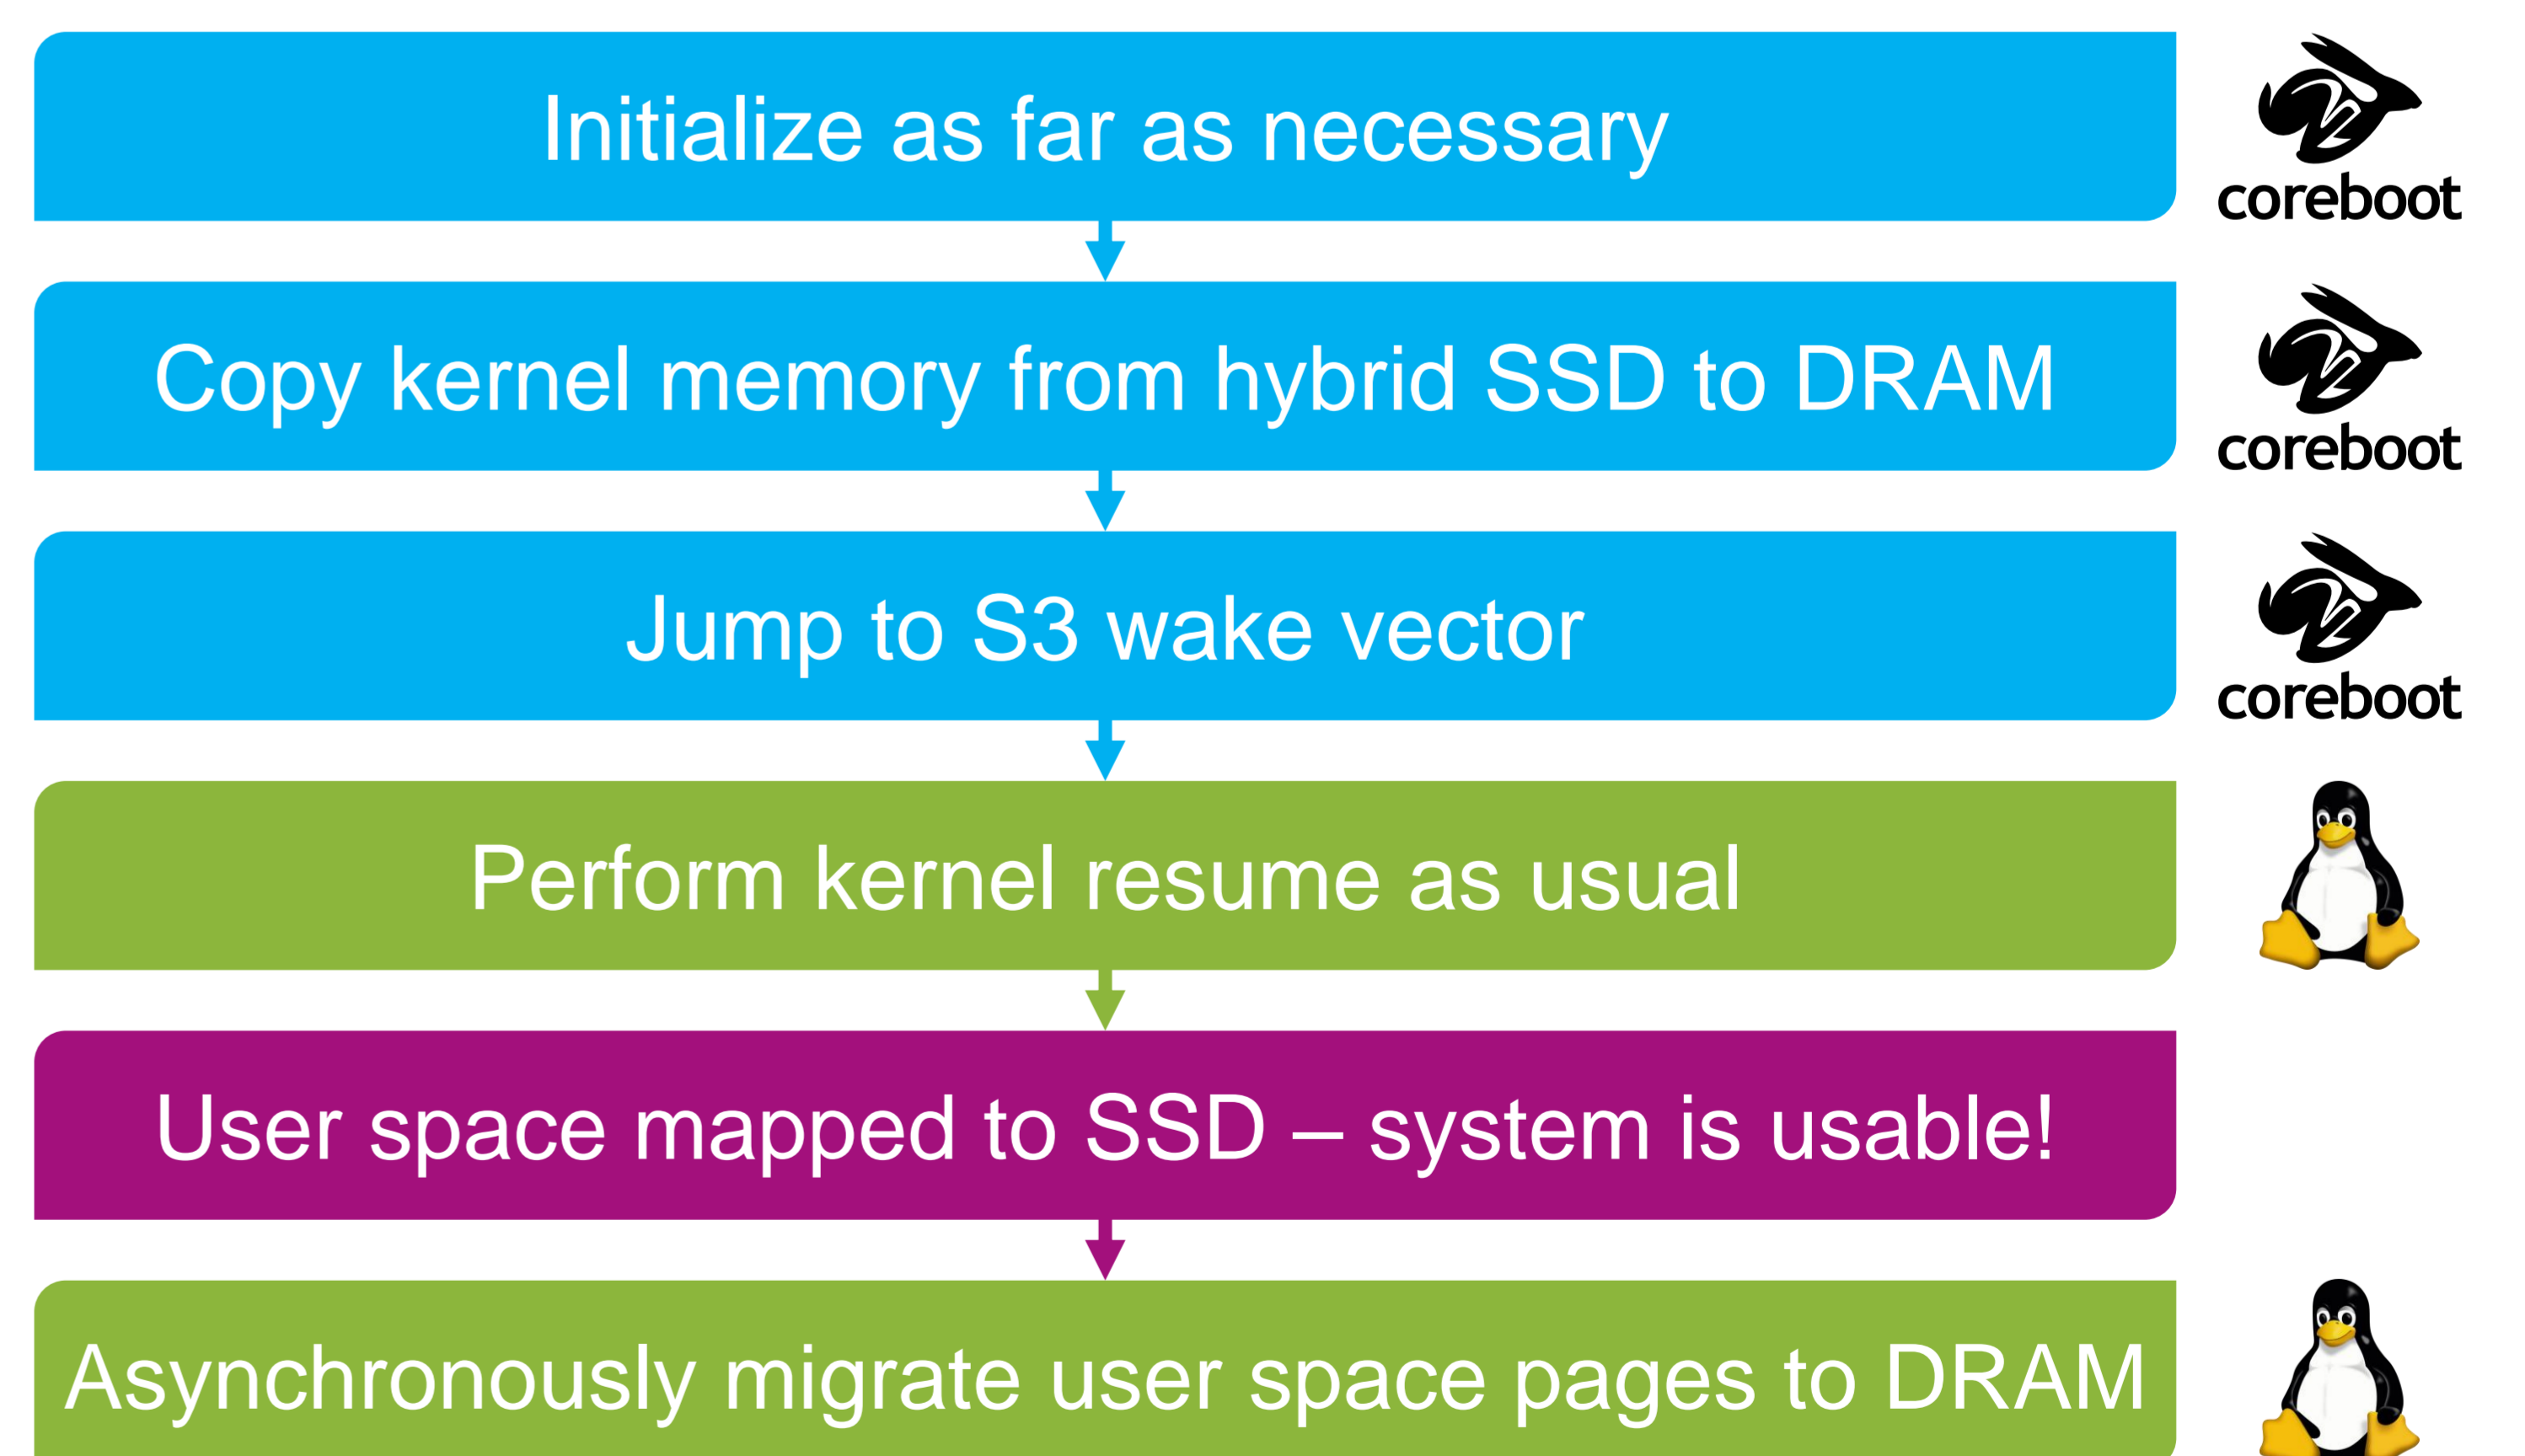 Initialize as far as necessary
coreboot
Copy kernel memory from hybrid SSD to DRAM
coreboot
Jump to S3 wake vector
coreboot
Perform kernel resume as usual
User space mapped to SSD – system is usable!
Asynchronously migrate user space pages to DRAM